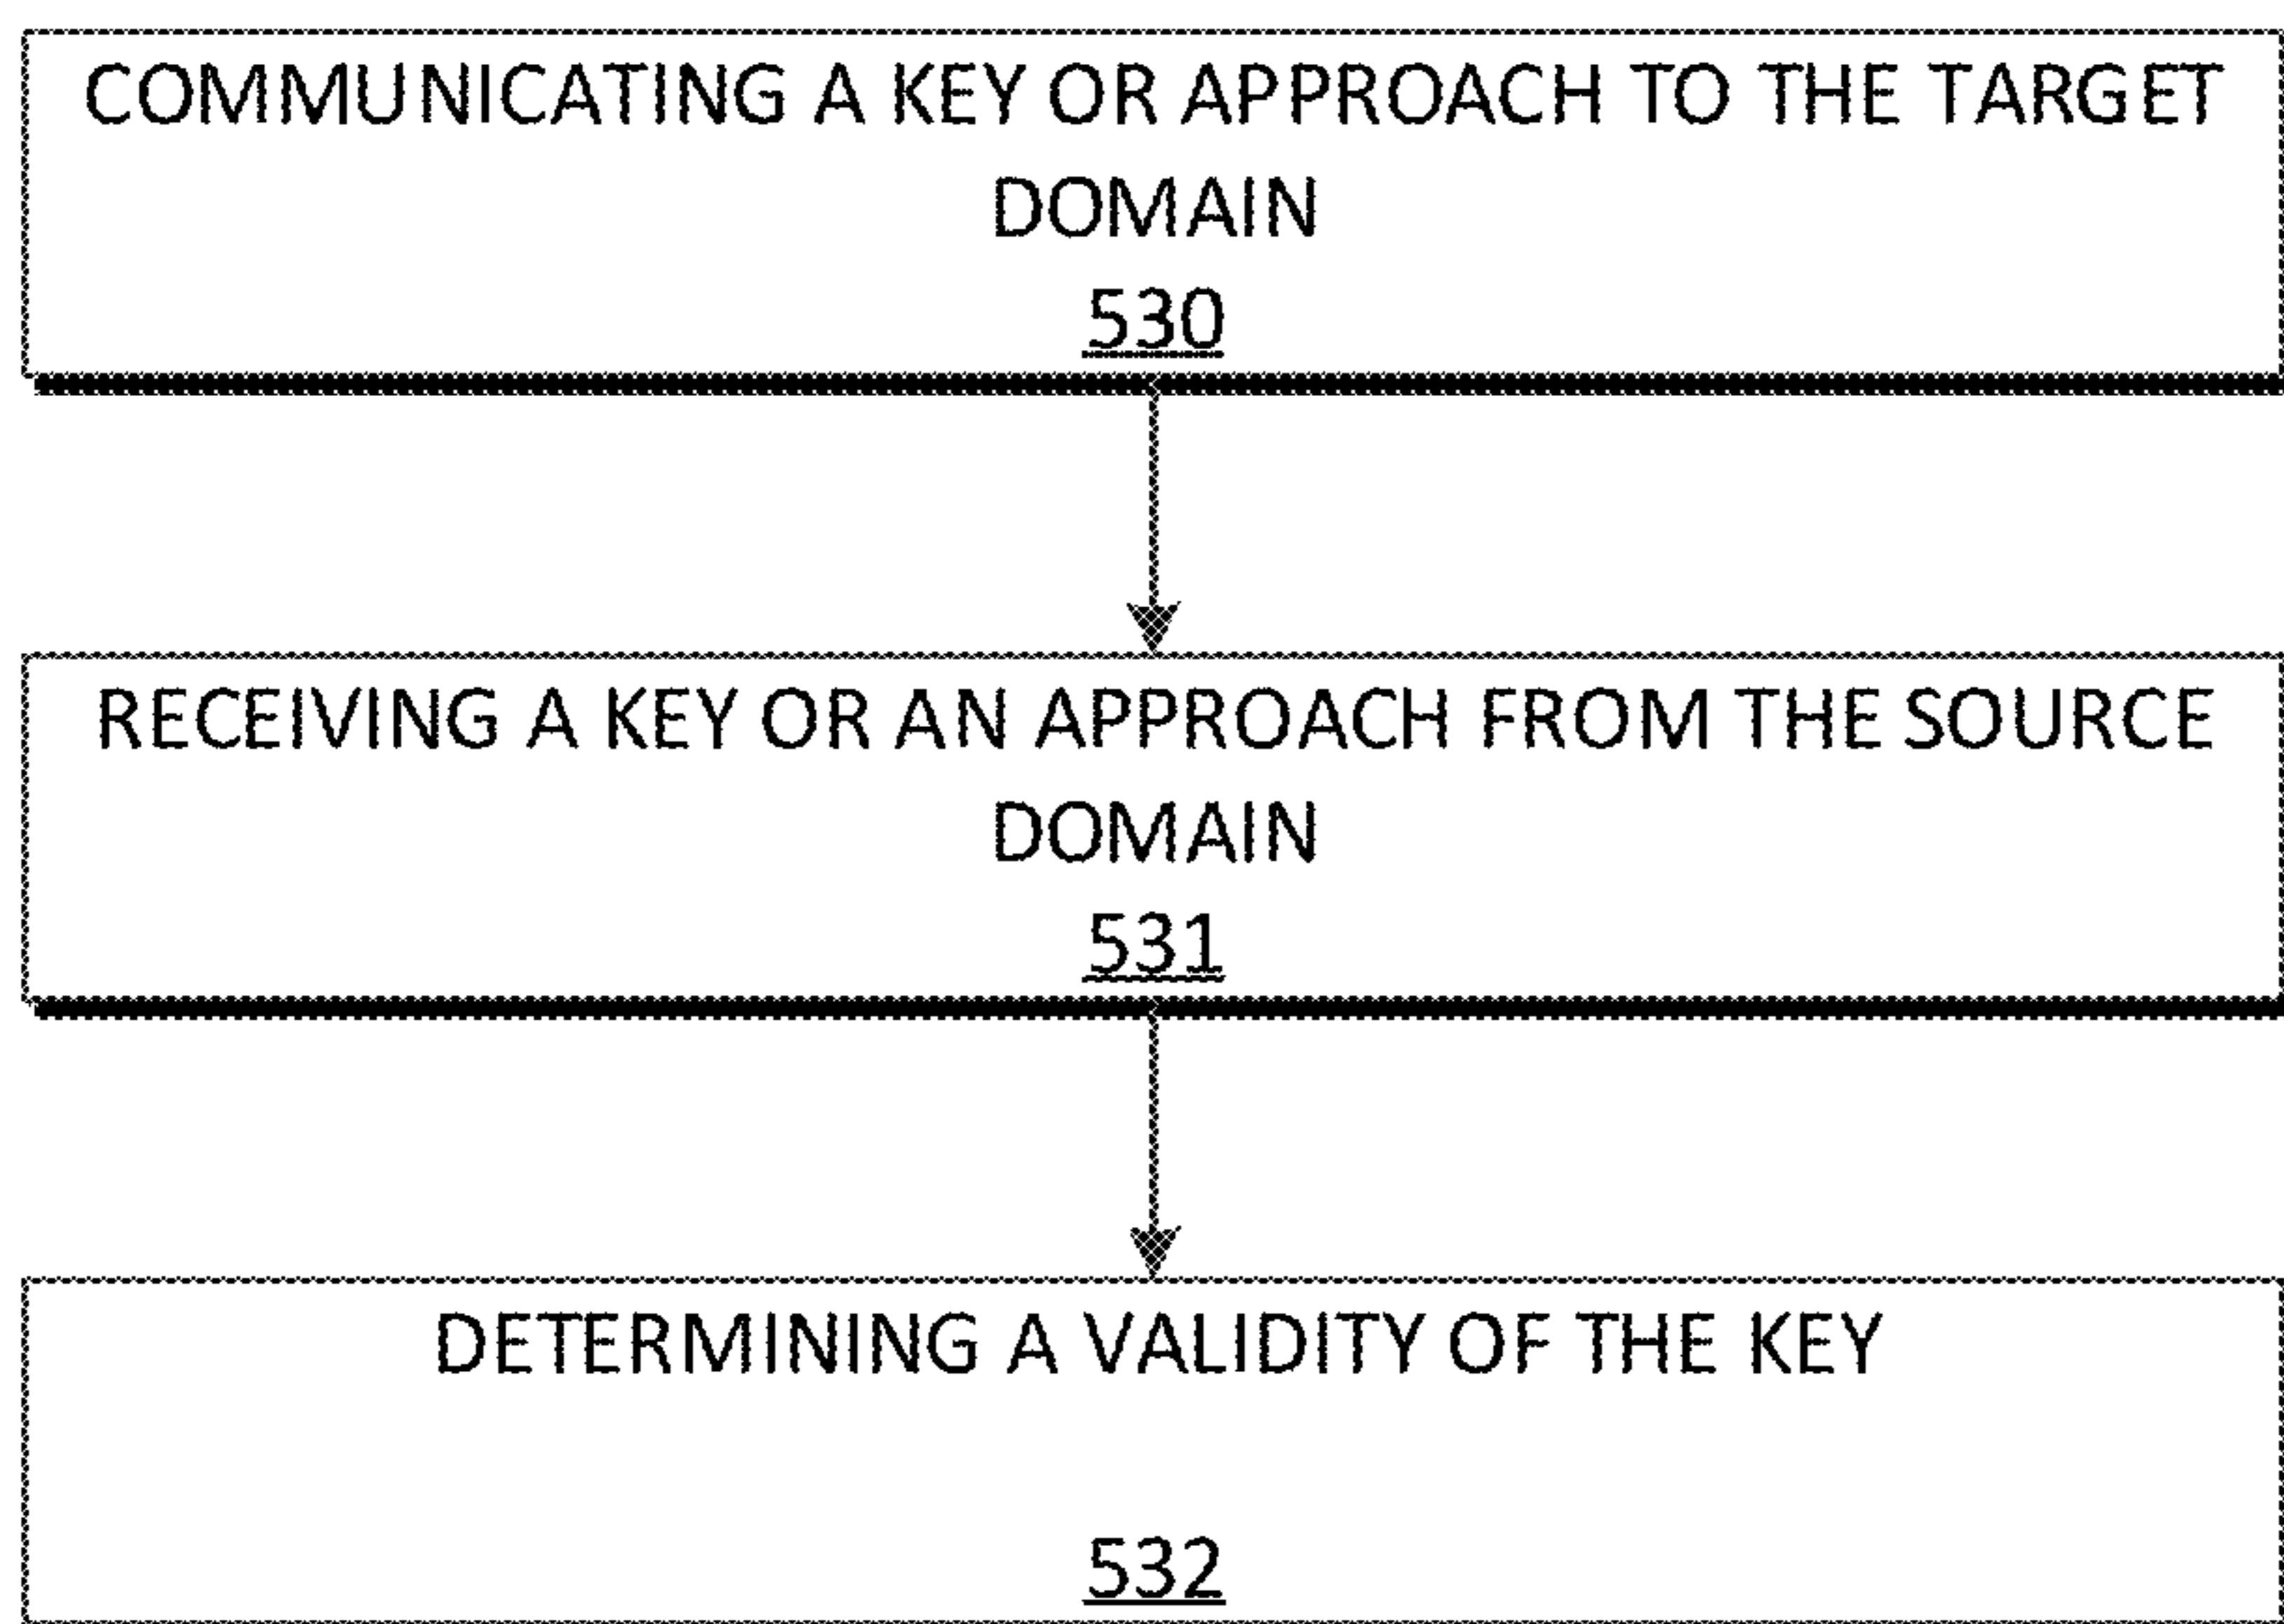 COMMUNICATING A KEY OR APPROACH TO THE TARGET
DOMAIN
530
RECEIVING A KEY OR AN APPROACH FROM THE SOURCE
DOMAIN
531
DETERMINING A VALIDITY OF THE KEY
532